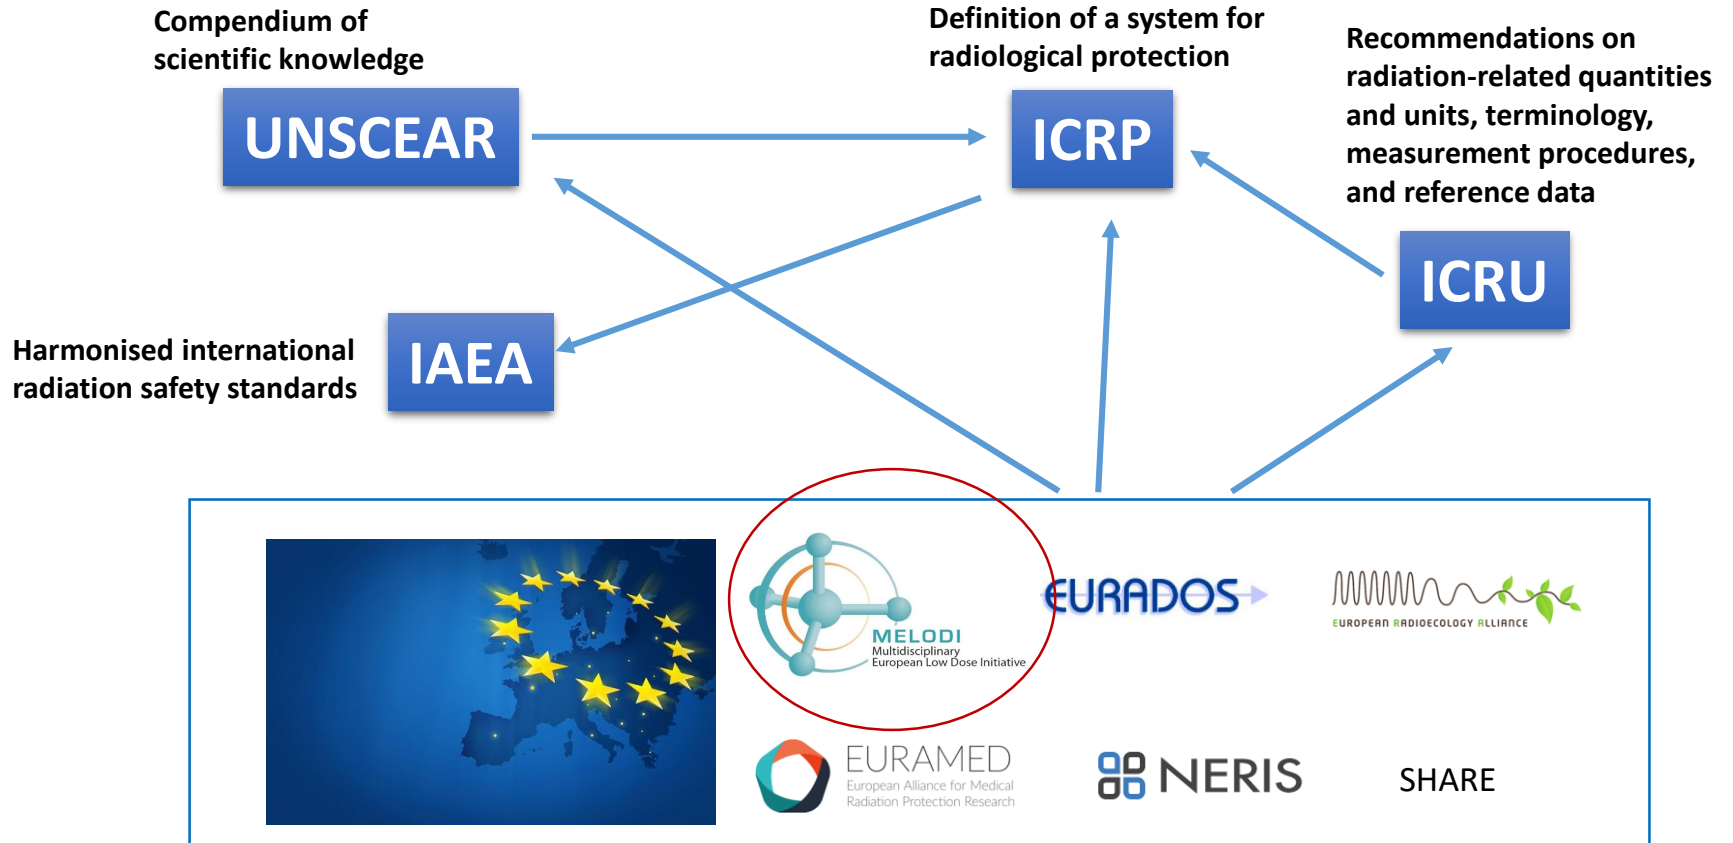 Compendium of
scientific knowledge
UNSCEAR
Definition of a system for
radiological protection
ICRP
Recommendations on
radiation-related quantities
and units, terminology,
measurement procedures,
and reference data
ICRU
Harmonised international
radiation safety standards
IAEA
MELODI
Multidisciplinary
European Low Dose Initiative
EURADOS
EUROPEAN RADIOECOLOGY ALLIANCE
EURAMED
European Alliance for Medical
Radiation Protection Research
NERIS
SHARE